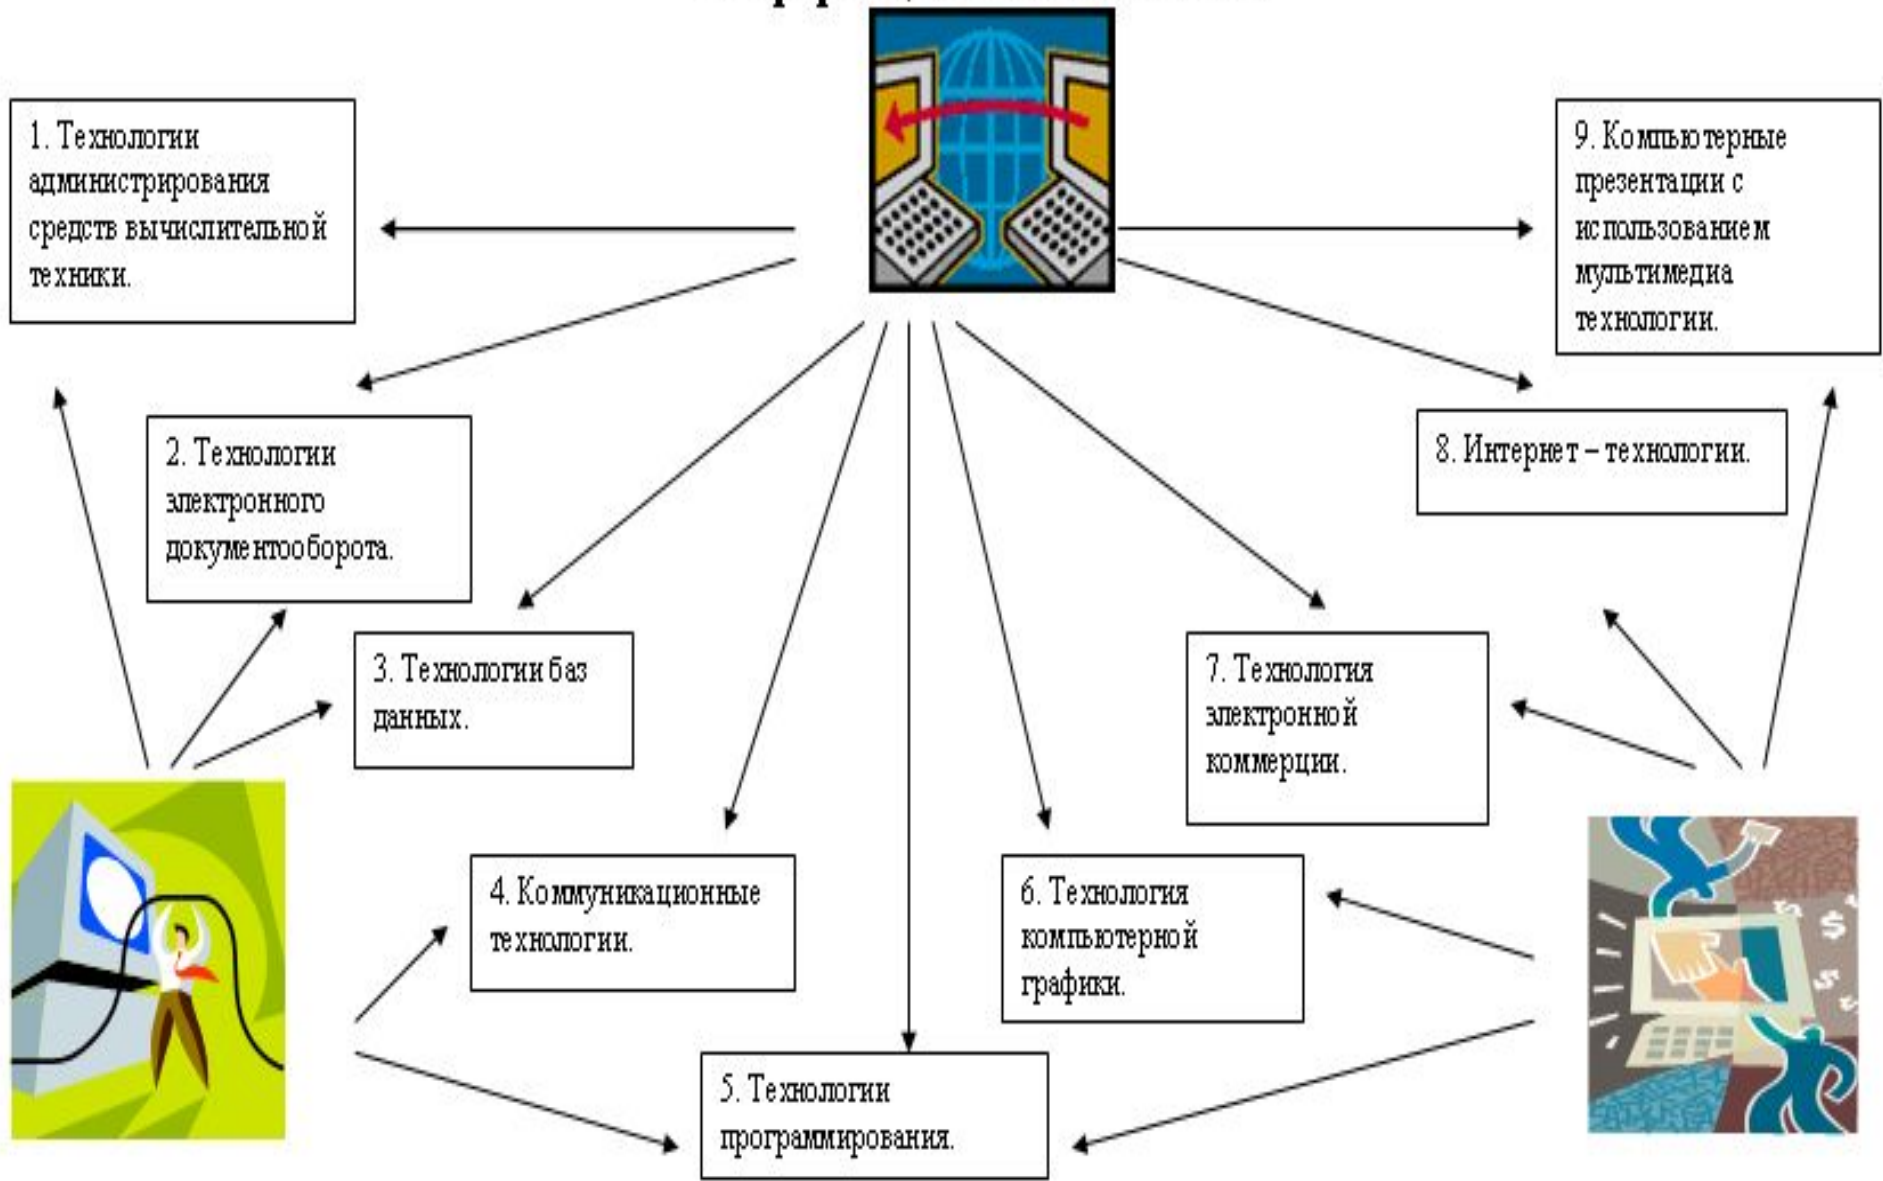 1. Технологии
администрирования
средств вычислительной
техники.
2. Технологии
электронного
документооборота.
3. Технологии баз
данных.
4. Коммуникационные
технологии.
5. Технологии
программирования.
6. Технология
компьютерной
графики.
7. Технология
электронной
коммерции.
8. Интернет – технологии.
9. Компьютерные
презентации с
использованием
мультимедиа
технологии.